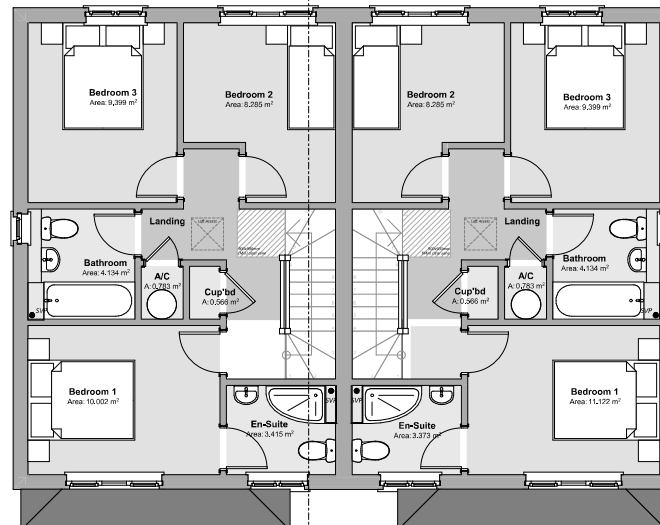 Bedroom 3
Area: 9.399 m²
Bedroom 2
Area: 8.285 m²
Bedroom 2
Area: 8.285 m²
Bedroom 3
Area: 9.399 m²
Landing
Loft Access
Loft Access
Landing
Bathroom
Area: 4.134 m²
A/C
A: 0.783 m²
Cup'bd
A: 0.566 m²
Cup'bd
A: 0.566 m²
A/C
A: 0.783 m²
Bathroom
Area: 4.134 m²
SVP
SVP
Bedroom 1
Area: 10.002 m²
En-Suite
Area: 3.415 m²
SVP
SVP
En-Suite
Area: 3.373 m²
Bedroom 1
Area: 11.122 m²